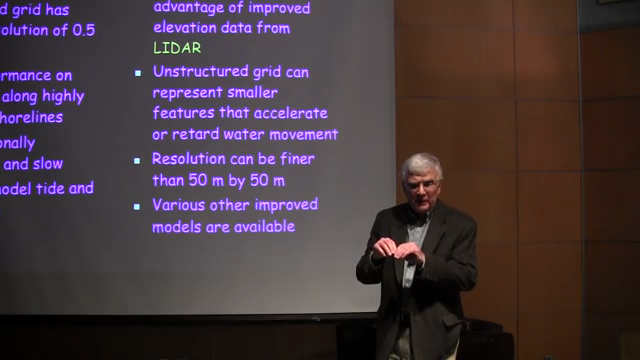 d grid has
olution of 0.5
rmance on
along highly
horelines
onally
and slow
nodel tide and
advantage of improved
elevation data from
LIDAR
Unstructured grid can
represent smaller
features that accelerate
or retard water movement
Resolution can be finer
than 50 m by 50 m
Various other improved
models are available